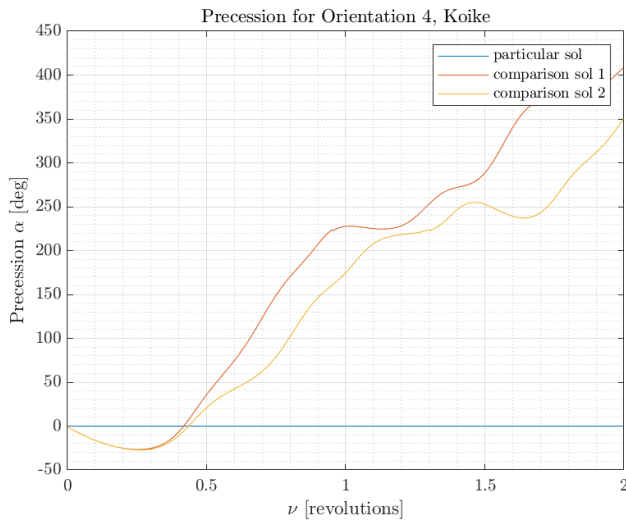 Precession for Orientation 4, Koike
450
400
350
300
250
200
150
100
50
0
-50
Precession α [deg]
particular sol
comparison sol 1
comparison sol 2
0
0.5
1
1.5
2
ν [revolutions]